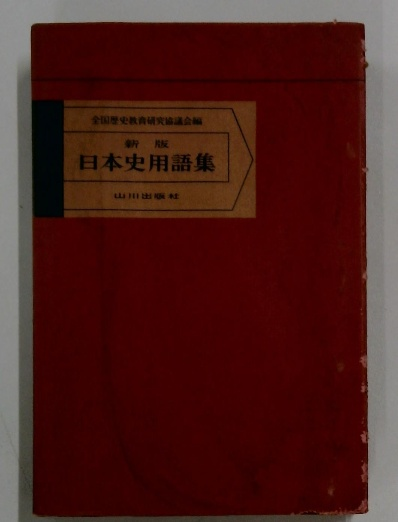 全国歴史教育研究協議会編
新版
日本史用語集
山川出版社